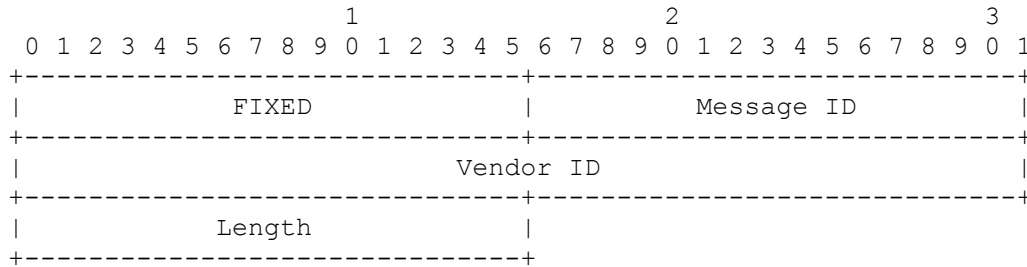 1                   2                   3
 0 1 2 3 4 5 6 7 8 9 0 1 2 3 4 5 6 7 8 9 0 1 2 3 4 5 6 7 8 9 0 1
+-------------------------------+-------------------------------+
|             FIXED             |          Message ID           |
+-------------------------------+-------------------------------+
|                           Vendor ID                           |
+-------------------------------+-------------------------------+
|            Length             |
+-------------------------------+